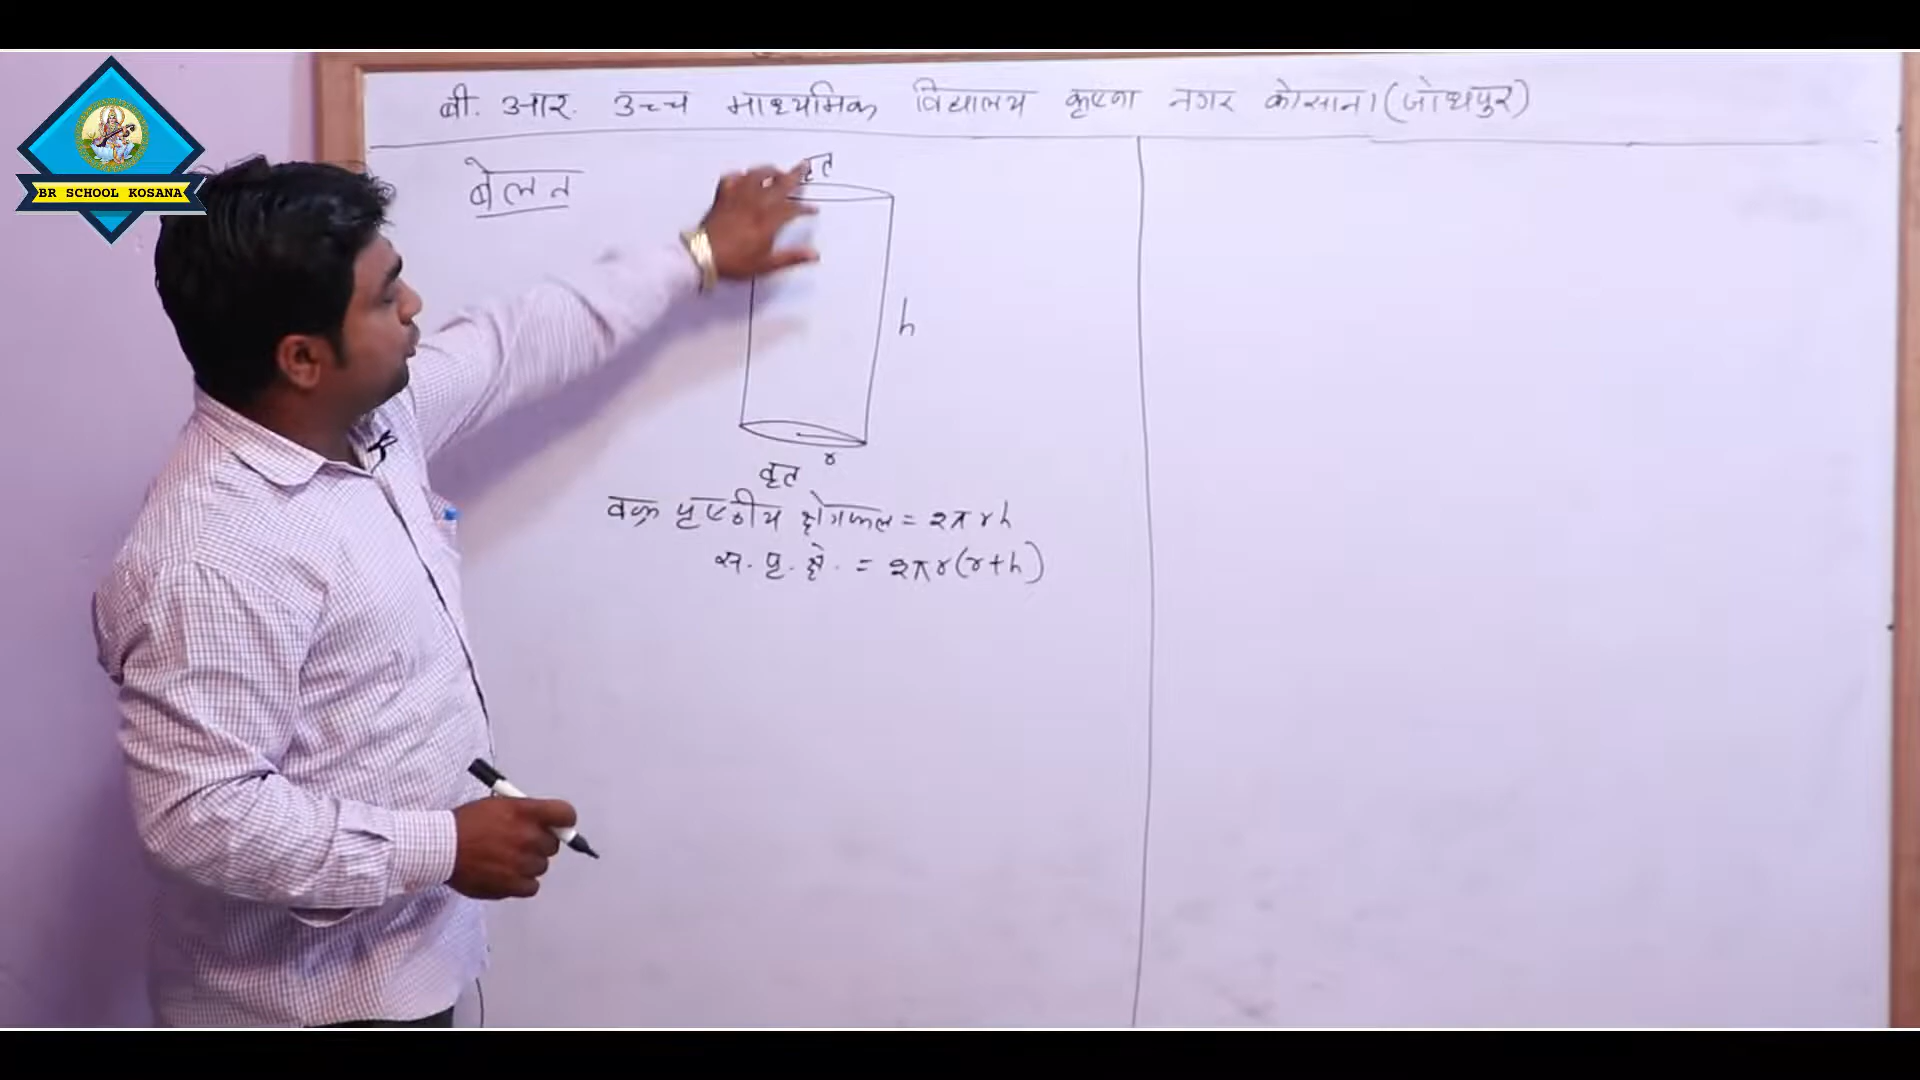 बी. आर. उच्च माध्यमिक विद्यालय कृष्णा नगर कोसाना (जोधपुर)
BR SCHOOL KOSANA
बेलन
वृत
h
r
वृत
वक्र पृष्ठीय क्षेत्रफल = 2πrh
स. पृ. क्षे. = 2πr(r+h)